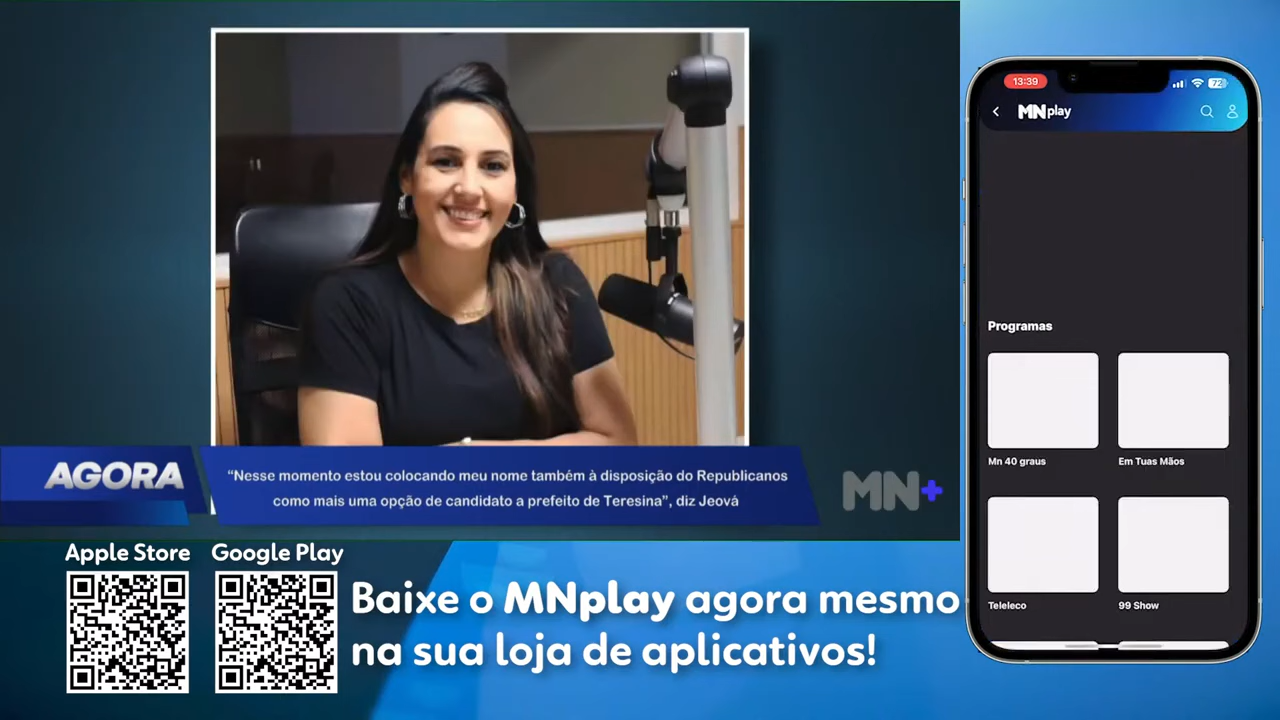 AGORA
“Nesse momento estou colocando meu nome também à disposição do Republicanos
como mais uma opção de candidato a prefeito de Teresina”, diz Jeová
MN+
Apple Store
Google Play
Baixe o MNplay agora mesmo
na sua loja de aplicativos!
13:39
72
MNplay
Programas
Mn 40 graus
Em Tuas Mãos
Teleleco
99 Show